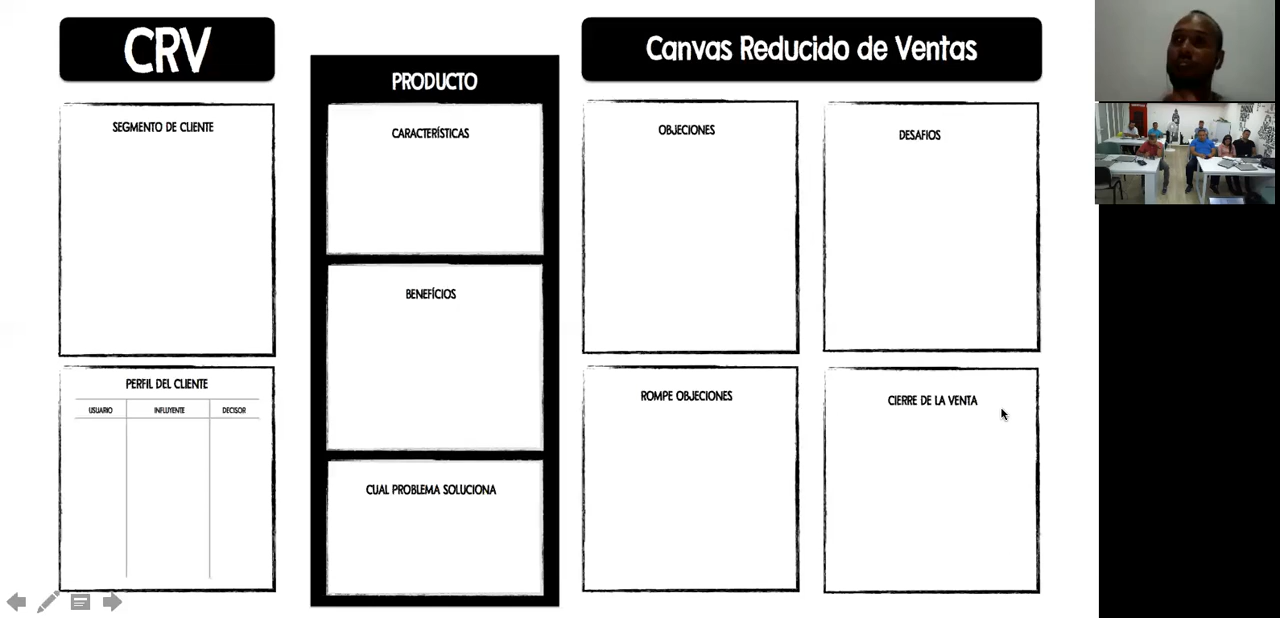 CRV
Canvas Reducido de Ventas
SEGMENTO DE CLIENTE
PERFIL DEL CLIENTE
USUARIO
INFLUYENTE
DECISOR
PRODUCTO
CARACTERÍSTICAS
BENEFÍCIOS
CUAL PROBLEMA SOLUCIONA
OBJECIONES
ROMPE OBJECIONES
DESAFIOS
CIERRE DE LA VENTA